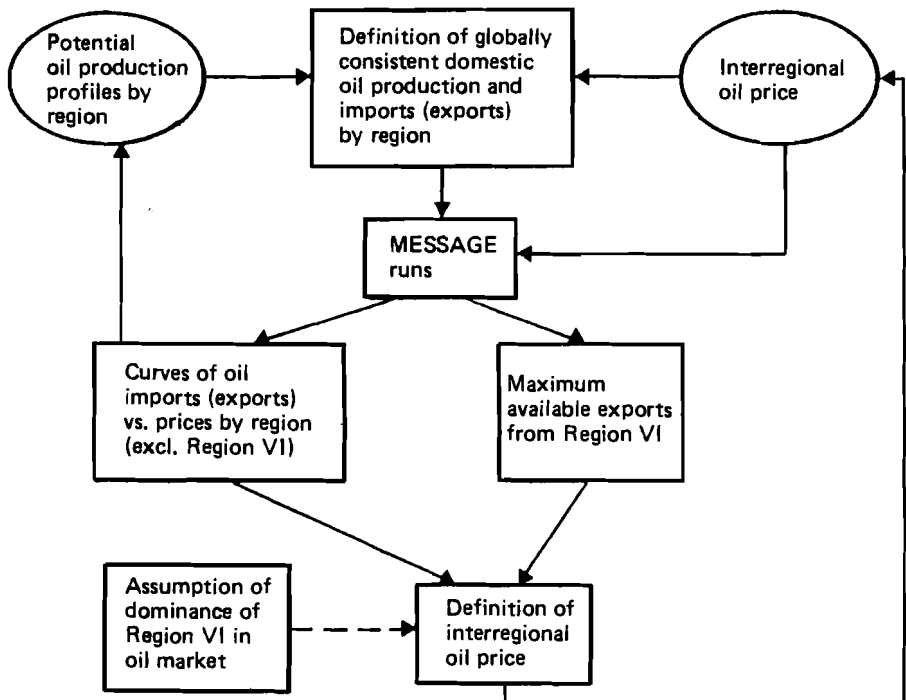 Potential
oil production
profiles by
region
Definition of globally
consistent domestic
oil production and
imports (exports)
by region
Interregional
oil price
MESSAGE
runs
Curves of oil
imports (exports)
vs. prices by region
(excl. Region VI)
Maximum
available exports
from Region VI
Assumption of
dominance of
Region VI in
oil market
Definition of
interregional
oil price